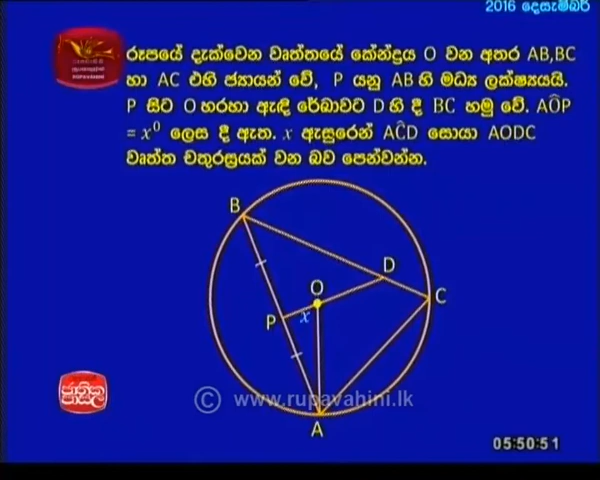 2016 දෙසැම්බර්
රූපයේ දැක්වෙන වෘත්තයේ කේන්ද්‍රය O වන අතර AB,BC
හා AC එහි ජ්‍යායන් වේ, P යනු AB හි මධ්‍ය ලක්ෂ්‍යයයි.
P සිට O හරහා ඇඳි රේඛාවට D හි දී BC හමු වේ. AÔP
= x⁰ ලෙස දී ඇත. x ඇසුරෙන් AĈD සොයා AODC
වෘත්ත චතුරස්‍රයක් වන බව පෙන්වන්න.
B
D
O
C
P
x
A
ජාතික
පාසල
© www.rupavahini.lk
05:50:51